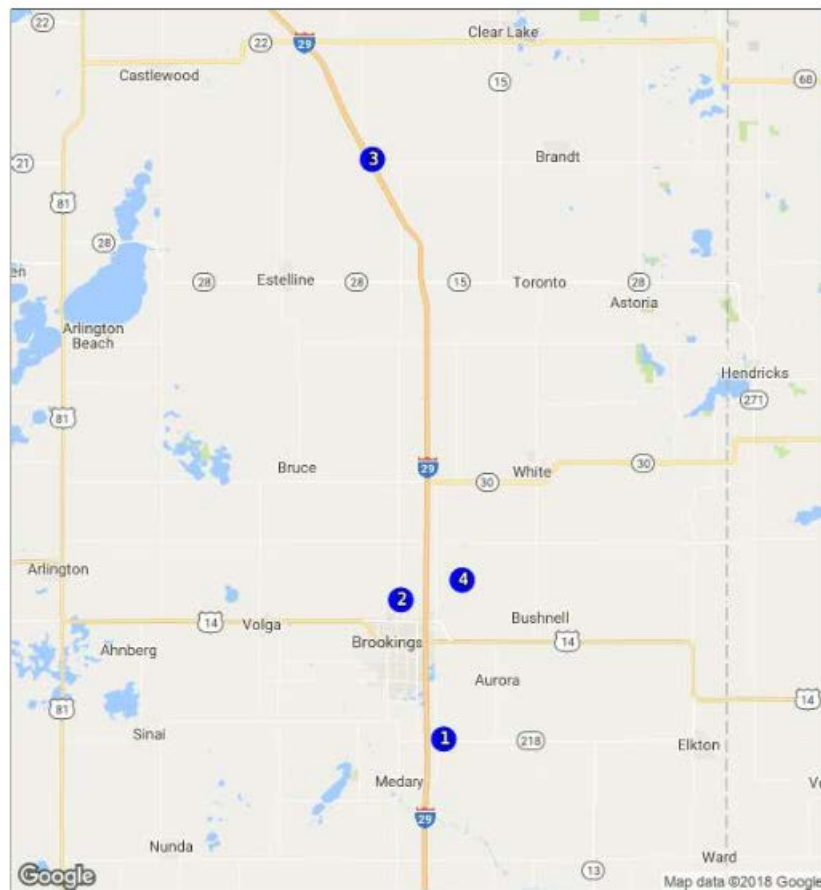 22
29
22
Clear Lake
Castlewood
15
68
21
3
Brandt
81
28
en
28
Estelline
28
15
Toronto
28
Astoria
Arlington
Beach
Hendricks
271
81
Bruce
29
White
30
30
Arlington
2
4
14
Volga
Bushnell
Brookings
14
Ahnberg
Aurora
81
14
Sinai
1
218
Elkton
Medary
29
Nunda
Ward
13
Google
Map data ©2018 Google